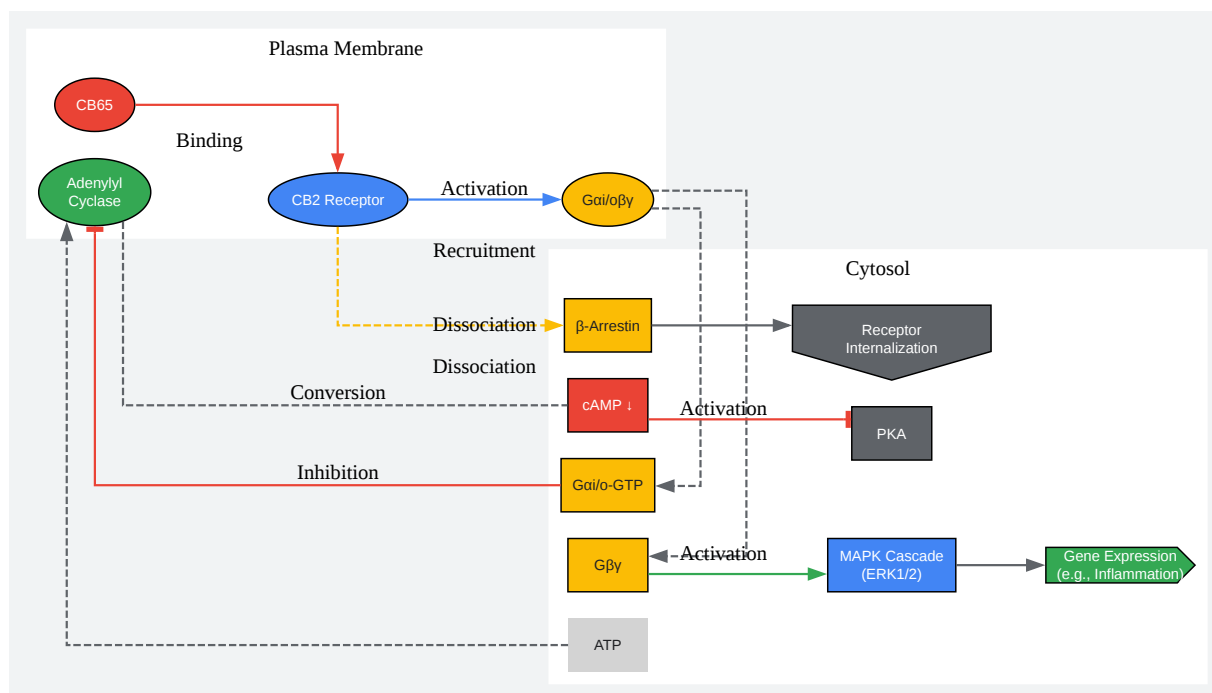 Plasma Membrane
CB65
Binding
Adenylyl
Cyclase
CB2 Receptor
Activation
Gαi/oβγ
Recruitment
Cytosol
Dissociation
β-Arrestin
Receptor
Internalization
Dissociation
Conversion
cAMP ↓
Activation
PKA
Inhibition
Gαi/o-GTP
Gβγ
Activation
MAPK Cascade
(ERK1/2)
Gene Expression
(e.g., Inflammation)
ATP